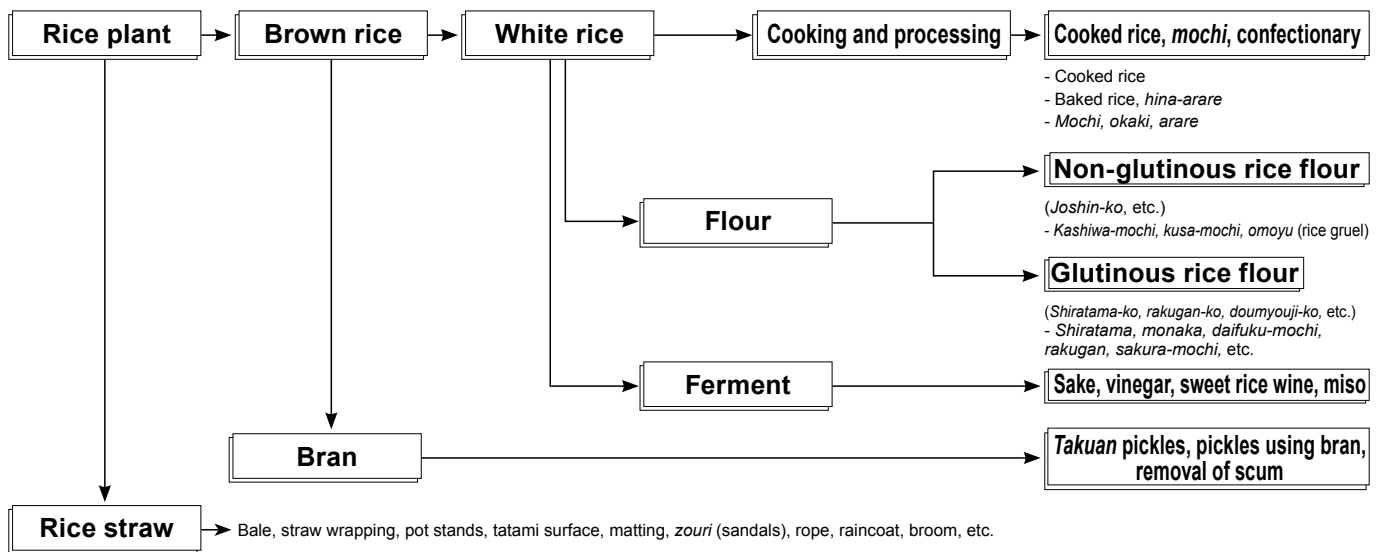 Rice plant
Brown rice
White rice
Cooking and processing
Cooked rice, mochi, confectionary
- Cooked rice
- Baked rice, hina-arare
- Mochi, okaki, arare
Non-glutinous rice flour
(Joshin-ko, etc.)
- Kashiwa-mochi, kusa-mochi, omoyu (rice gruel)
Flour
Glutinous rice flour
(Shiratama-ko, rakugan-ko, doumyouji-ko, etc.)
- Shiratama, monaka, daifuku-mochi,
rakugan, sakura-mochi, etc.
Ferment
Sake, vinegar, sweet rice wine, miso
Bran
Takuan pickles, pickles using bran,
removal of scum
Rice straw
Bale, straw wrapping, pot stands, tatami surface, matting, zouri (sandals), rope, raincoat, broom, etc.